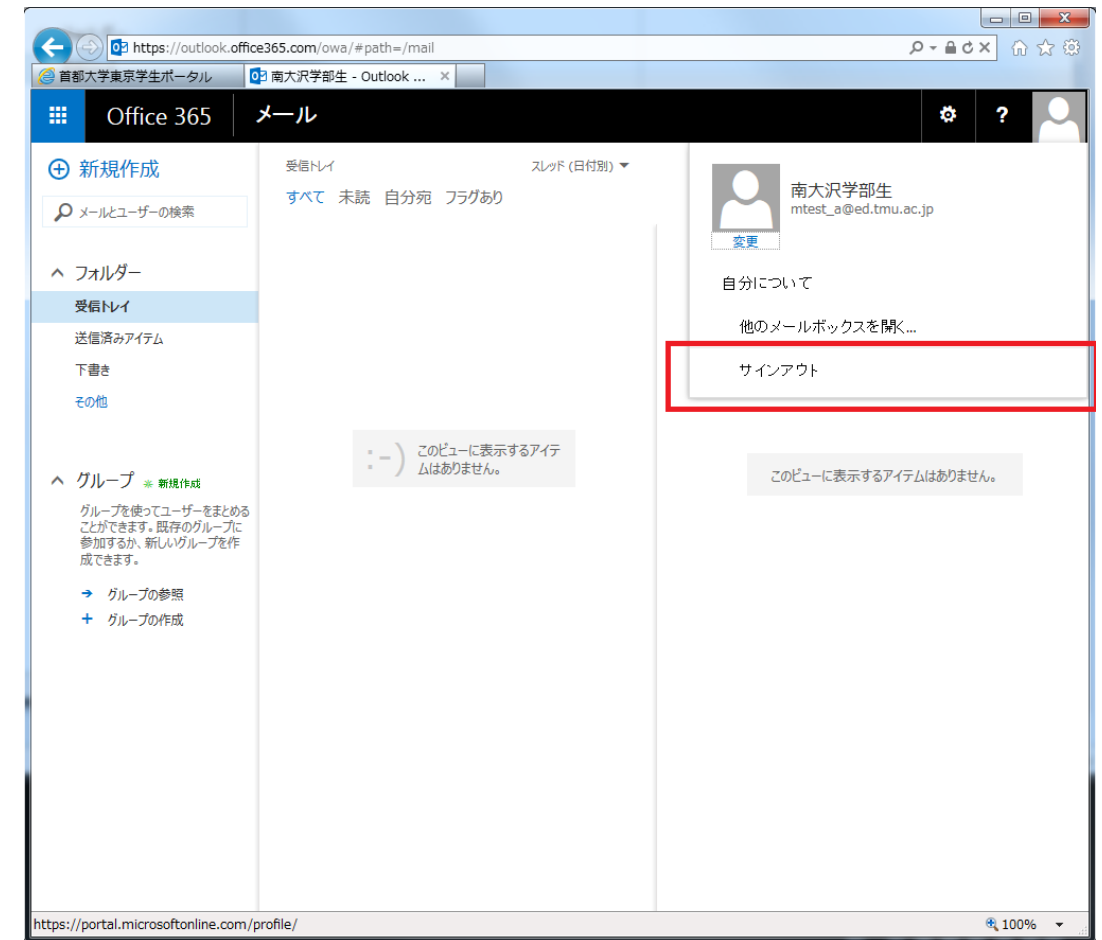 https://outlook.office365.com/owa/#path=/mail
首都大学東京学生ポータル
南大沢学部生 - Outlook ...
Office 365
メール
?
新規作成
メールとユーザーの検索
フォルダー
受信トレイ
送信済みアイテム
下書き
その他
グループ
新規作成
グループを使ってユーザーをまとめる
ことができます。既存のグループに
参加するか、新しいグループを作
成できます。
グループの参照
グループの作成
受信トレイ
スレッド (日付別)
すべて 未読 自分宛 フラグあり
:-)
このビューに表示するアイテ
ムはありません。
南大沢学部生
mtest_a@ed.tmu.ac.jp
変更
自分について
他のメールボックスを開く...
サインアウト
このビューに表示するアイテムはありません。
https://portal.microsoftonline.com/profile/
100%